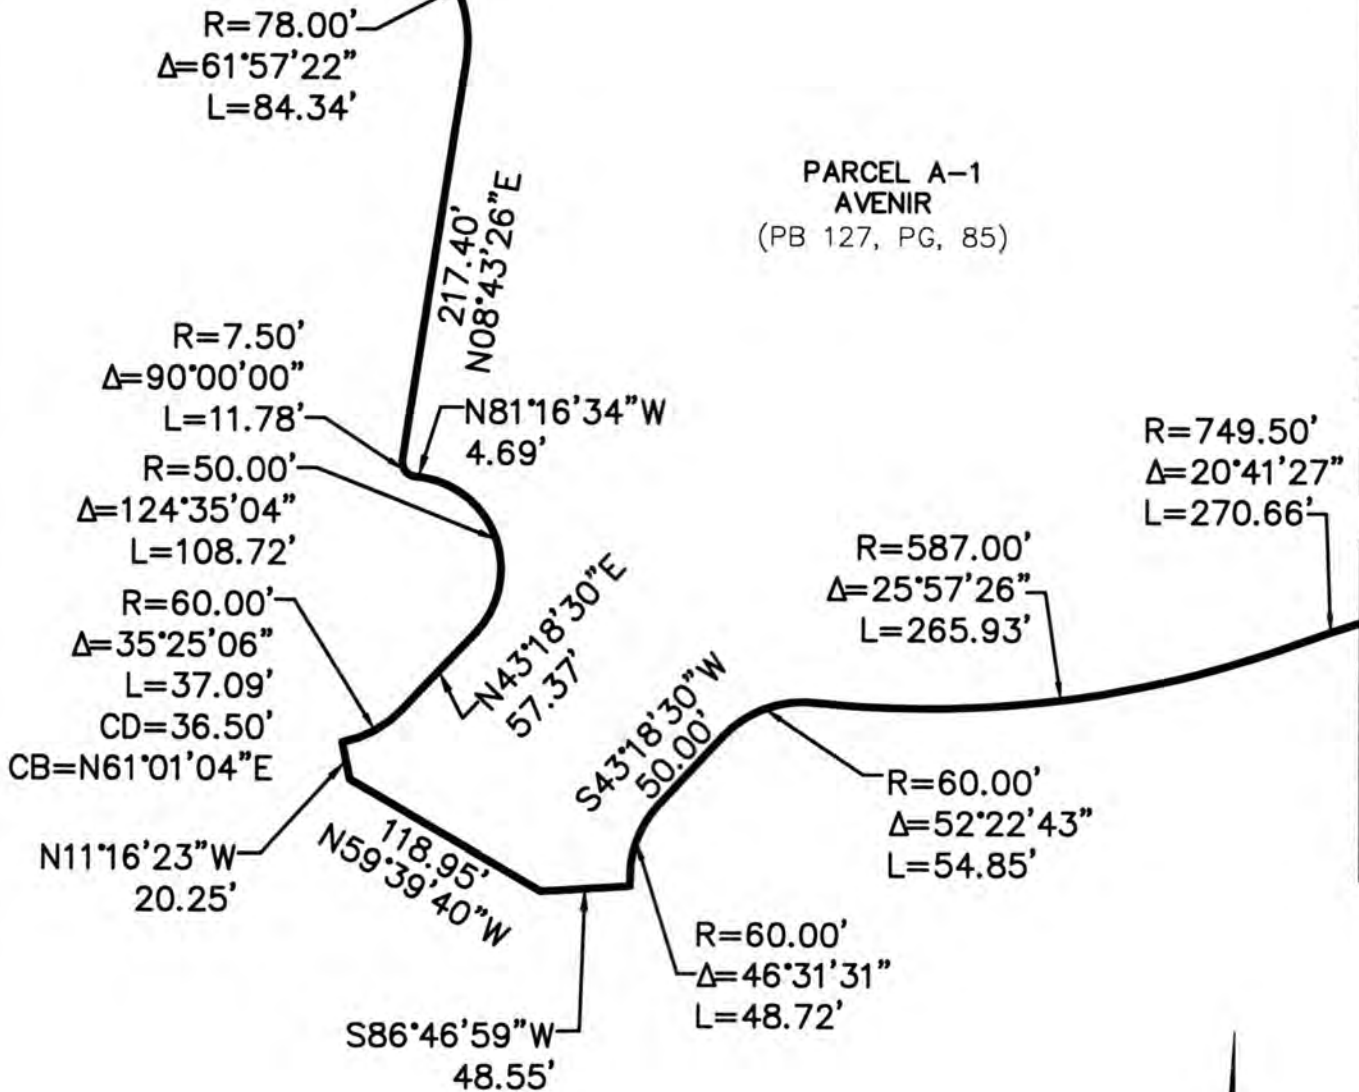 R=78.00'
Δ=61°57'22"
L=84.34'
PARCEL A-1
AVENIR
(PB 127, PG, 85)
217.40'
N08°43'26"E
R=7.50'
Δ=90°00'00"
L=11.78'
N81°16'34"W
4.69'
R=50.00'
Δ=124°35'04"
L=108.72'
R=749.50'
Δ=20°41'27"
L=270.66'
R=587.00'
Δ=25°57'26"
L=265.93'
R=60.00'
Δ=35°25'06"
L=37.09'
CD=36.50'
CB=N61°01'04"E
N43°18'30"E
57.37'
S43°18'30"W
50.00'
R=60.00'
Δ=52°22'43"
L=54.85'
N11°16'23"W
20.25'
118.95'
N59°39'40"W
R=60.00'
Δ=46°31'31"
L=48.72'
S86°46'59"W
48.55'